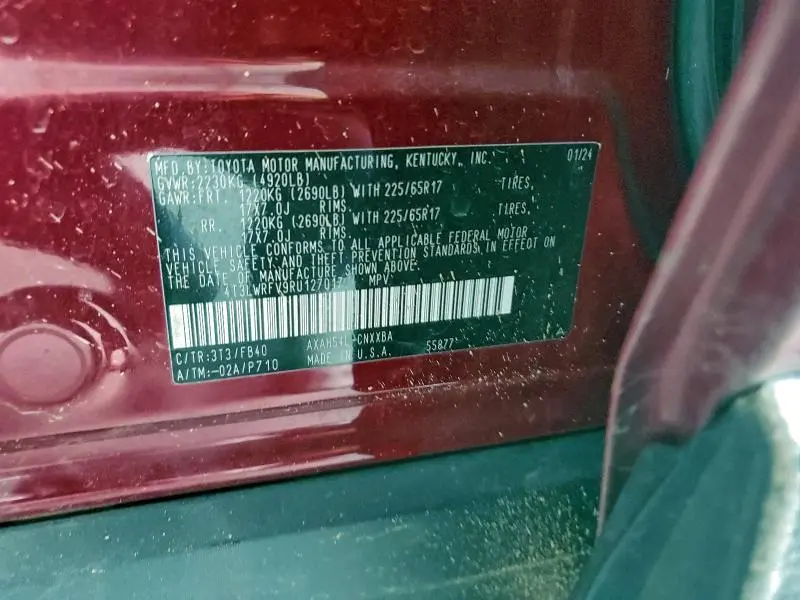 MFD.BY:TOYOTA MOTOR MANUFACTURING, KENTUCKY, INC. 01/24
GVWR:2230KG (4920LB)
GAWR:FRT. 1220KG (2690LB) WITH 225/65R17 TIRES,
17X7.0J RIMS,
RR. 1220KG (2690LB) WITH 225/65R17 TIRES,
17X7.0J RIMS.
THIS VEHICLE CONFORMS TO ALL APPLICABLE FEDERAL MOTOR
VEHICLE SAFETY AND THEFT PREVENTION STANDARDS IN EFFECT ON
THE DATE OF MANUFACTURE SHOWN ABOVE.
MPV
C/TR:3T3/FB40 AXAH54L-CNXXBA 55877
A/TM:-02A/P710 MADE IN U.S.A.